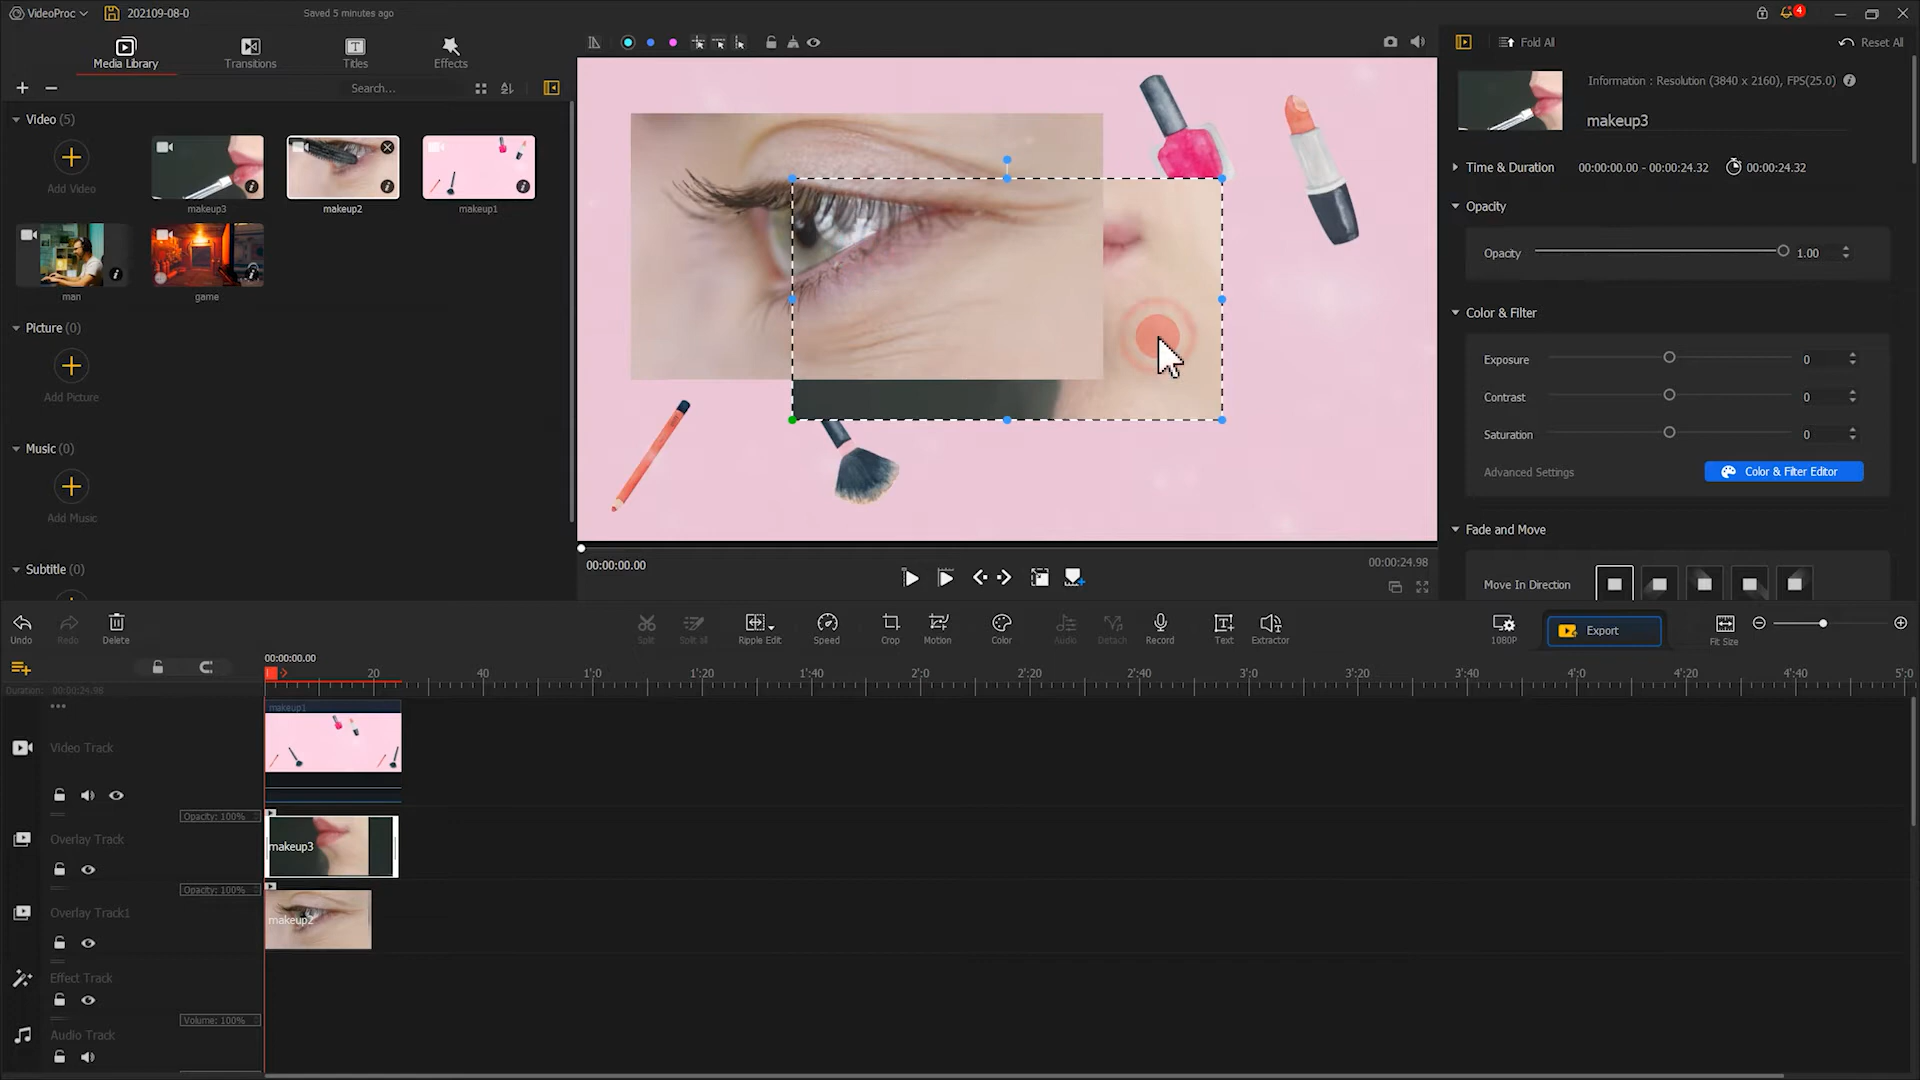 VideoProc
202109-08-0
Saved 5 minutes ago
4
Media Library
Transitions
Titles
Effects
Search...
Fold All
Reset All
Information : Resolution (3840 x 2160), FPS(25.0)
makeup3
Time & Duration
00:00:00.00 - 00:00:24.32
00:00:24.32
Opacity
Opacity
1.00
Color & Filter
Exposure
0
Contrast
0
Saturation
0
Advanced Settings
Color & Filter Editor
Fade and Move
Move In Direction
Video (5)
Add Video
makeup3
makeup2
makeup1
man
game
Picture (0)
Add Picture
Music (0)
Add Music
Subtitle (0)
00:00:00.00
00:00:24.98
Undo
Redo
Delete
Split
Split all
Ripple Edit
Speed
Crop
Motion
Color
Audio
Detach
Record
Text
Extractor
1080P
Export
Fit Size
00:00:00.00
20
40
1':0
1':20
1':40
2':0
2':20
2':40
3':0
3':20
3':40
4':0
4':20
4':40
5':0
Duration: 00:00:24.98
makeup1
Video Track
Opacity: 100%
Overlay Track
makeup3
Opacity: 100%
Overlay Track1
makeup2
Effect Track
Volume: 100%
Audio Track